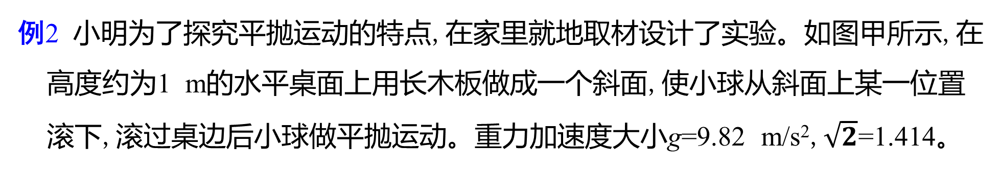 例2 小明为了探究平抛运动的特点, 在家里就地取材设计了实验。如图甲所示, 在
高度约为1 m的水平桌面上用长木板做成一个斜面, 使小球从斜面上某一位置
滚下, 滚过桌边后小球做平抛运动。重力加速度大小g=9.82 m/s², √2=1.414。